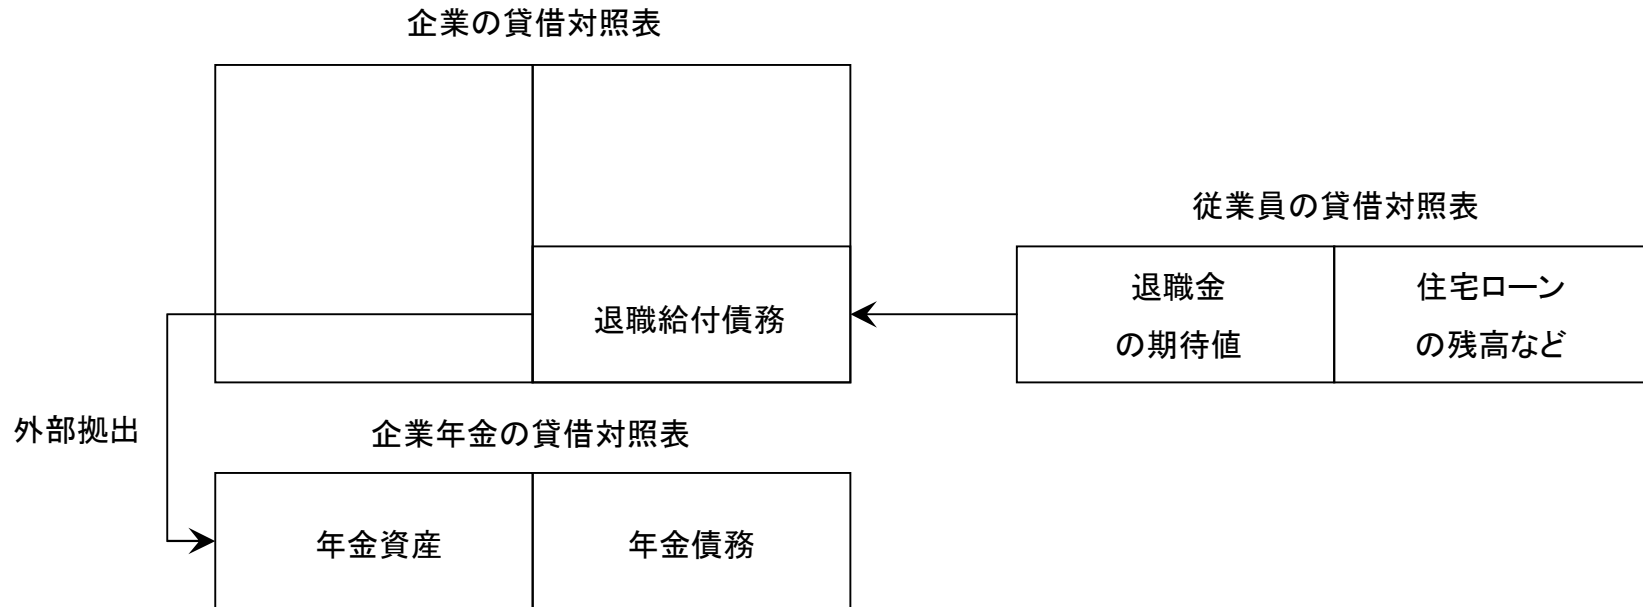 企業の貸借対照表
従業員の貸借対照表
退職給付債務
退職金
の期待値
住宅ローン
の残高など
外部拠出
企業年金の貸借対照表
年金資産
年金債務